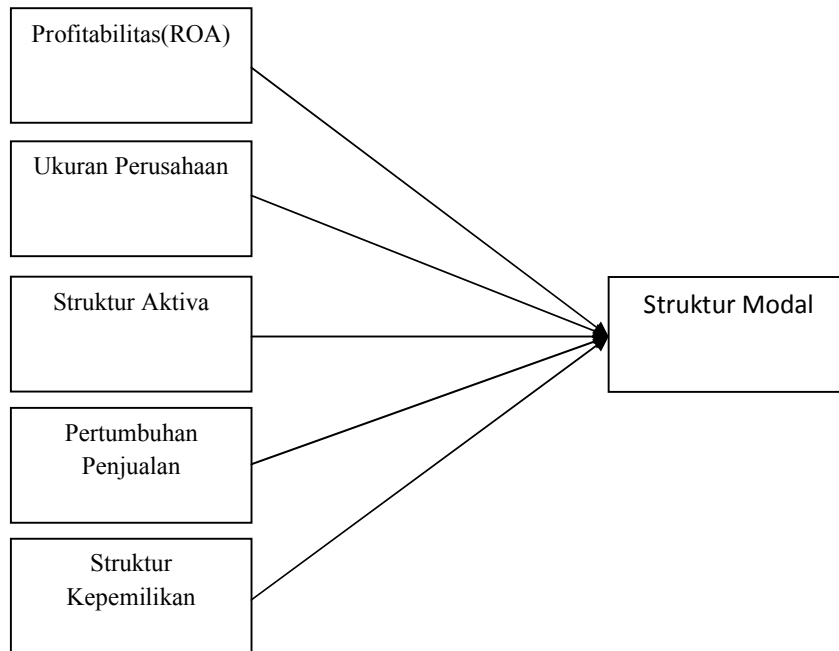 Profitabilitas(ROA)
Ukuran Perusahaan
Struktur Aktiva
Struktur Modal
Pertumbuhan
Penjualan
Struktur
Kepemilikan